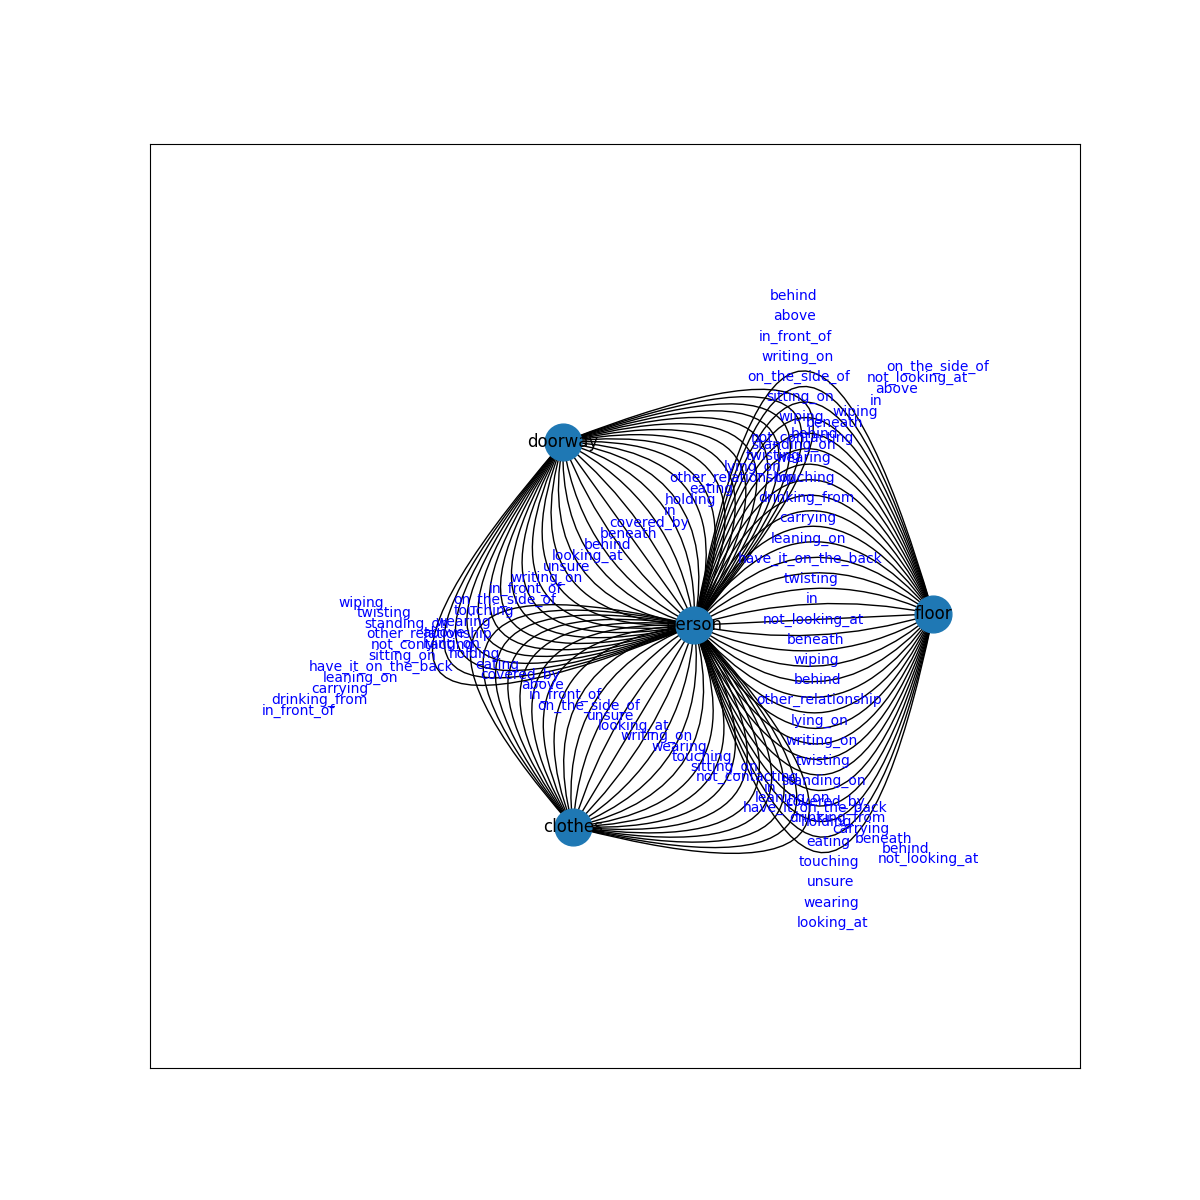 behind
above
in_front_of
writing_on
on_the_side_of
on_the_side_of
not_looking_at
above
sitting_on
in
wiping
wiping
beneath
behind
not_contacting
doorway
standing_on
twisting
wearing
lying_on
other_relationship
touching
eating
drinking_from
holding
in
carrying
covered_by
beneath
leaning_on
behind
looking_at
have_it_on_the_back
unsure
writing_on
twisting
in_front_of
on_the_side_of
in
wiping
touching
twisting
floor
wearing
not_looking_at
standing_on
erson
other_relationship
above
beneath
not_contacting
sitting_on
holding
wiping
eating
have_it_on_the_back
covered_by
leaning_on
behind
above
carrying
in_front_of
drinking_from
other_relationship
on_the_side_of
in_front_of
unsure
lying_on
looking_at
writing_on
writing_on
wearing
touching
twisting
sitting_on
not_contacting
standing_on
in
leaning_on
covered_by
have_it_on_the_back
drinking_from
holding
clothes
carrying
beneath
eating
behind
not_looking_at
touching
unsure
wearing
looking_at